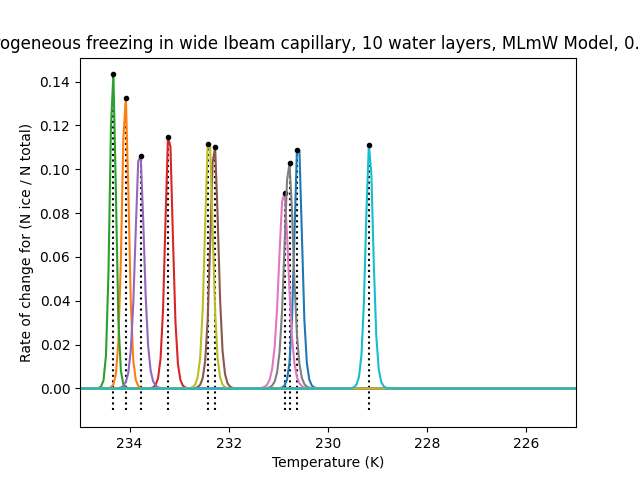 rogeneous freezing in wide Ibeam capillary, 10 water layers, MLmW Model, 0.
Rate of change for (N ice / N total)
0.14
0.12
0.10
0.08
0.06
0.04
0.02
0.00
234 232 230 228 226
Temperature (K)